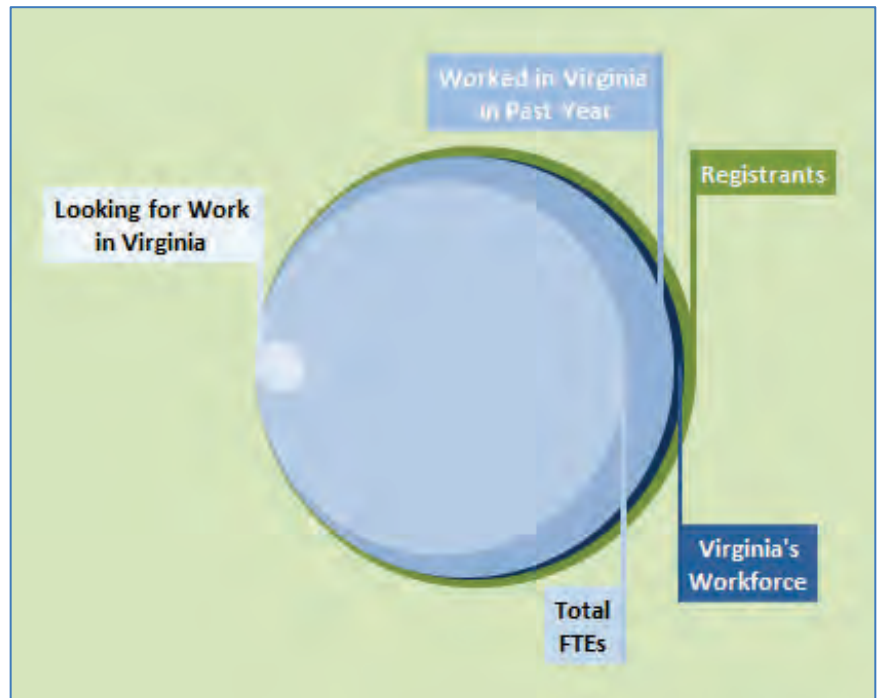 Worked in Virginia
in Past Year
Registrants
Looking for Work
in Virginia
Virginia's
Workforce
Total
FTEs